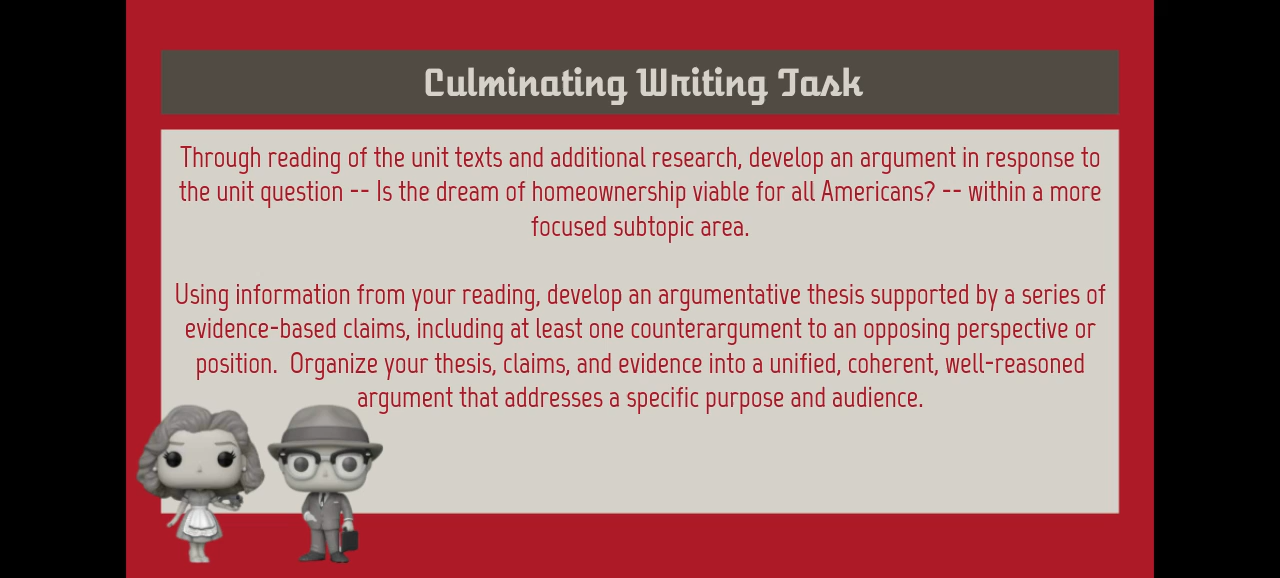 Culminating Writing Task
Through reading of the unit texts and additional research, develop an argument in response to
the unit question -- Is the dream of homeownership viable for all Americans? -- within a more
focused subtopic area.
Using information from your reading, develop an argumentative thesis supported by a series of
evidence-based claims, including at least one counterargument to an opposing perspective or
position.  Organize your thesis, claims, and evidence into a unified, coherent, well-reasoned
argument that addresses a specific purpose and audience.